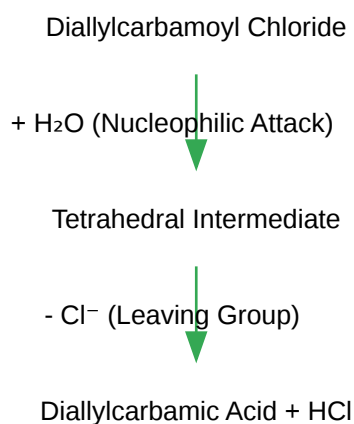 Diallylcarbamoyl Chloride
+ H₂O (Nucleophilic Attack)
Tetrahedral Intermediate
- Cl⁻ (Leaving Group)
Diallylcarbamic Acid + HCl